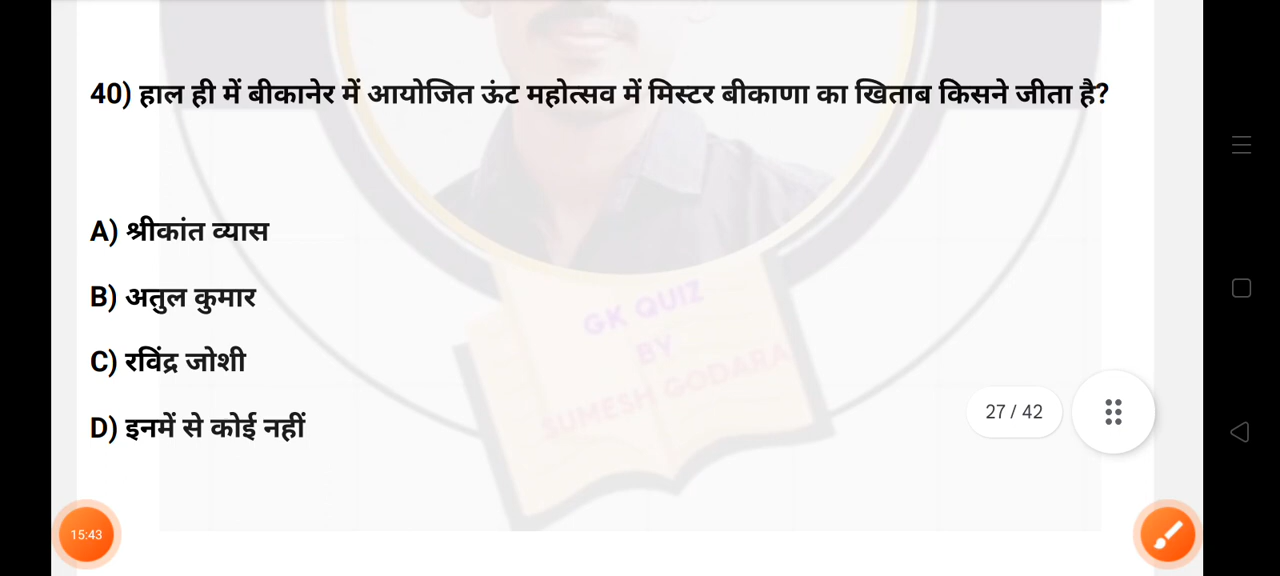 40) हाल ही में बीकानेर में आयोजित ऊंट महोत्सव में मिस्टर बीकाणा का खिताब किसने जीता है?
A) श्रीकांत व्यास
B) अतुल कुमार
GK QUIZ
BY
SUMESH GODARA
C) रविंद्र जोशी
D) इनमें से कोई नहीं
27 / 42
15:43